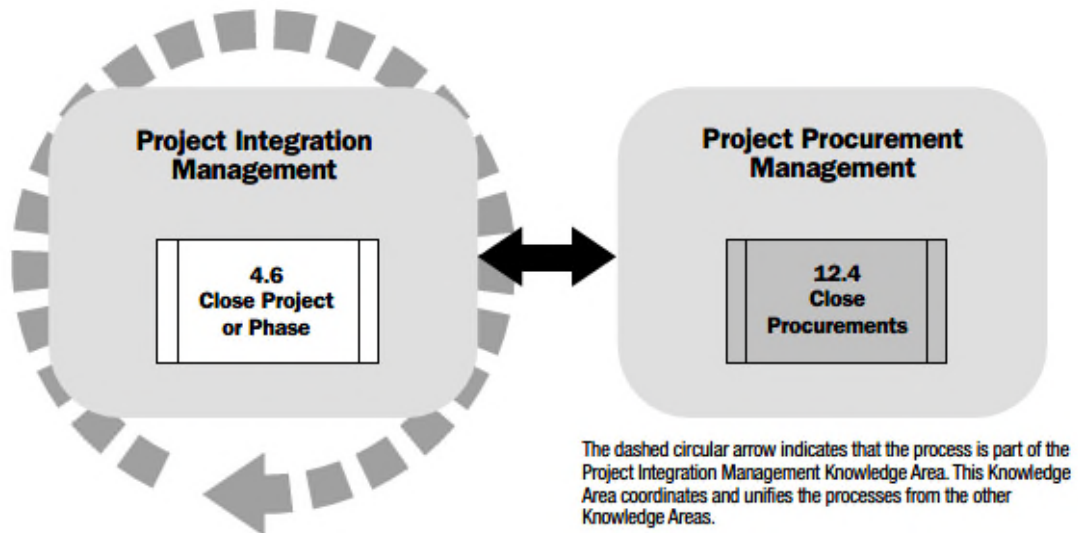 Project Integration
Management
4.6
Close Project
or Phase
Project Procurement
Management
12.4
Close
Procurements
The dashed circular arrow indicates that the process is part of the
Project Integration Management Knowledge Area. This Knowledge
Area coordinates and unifies the processes from the other
Knowledge Areas.